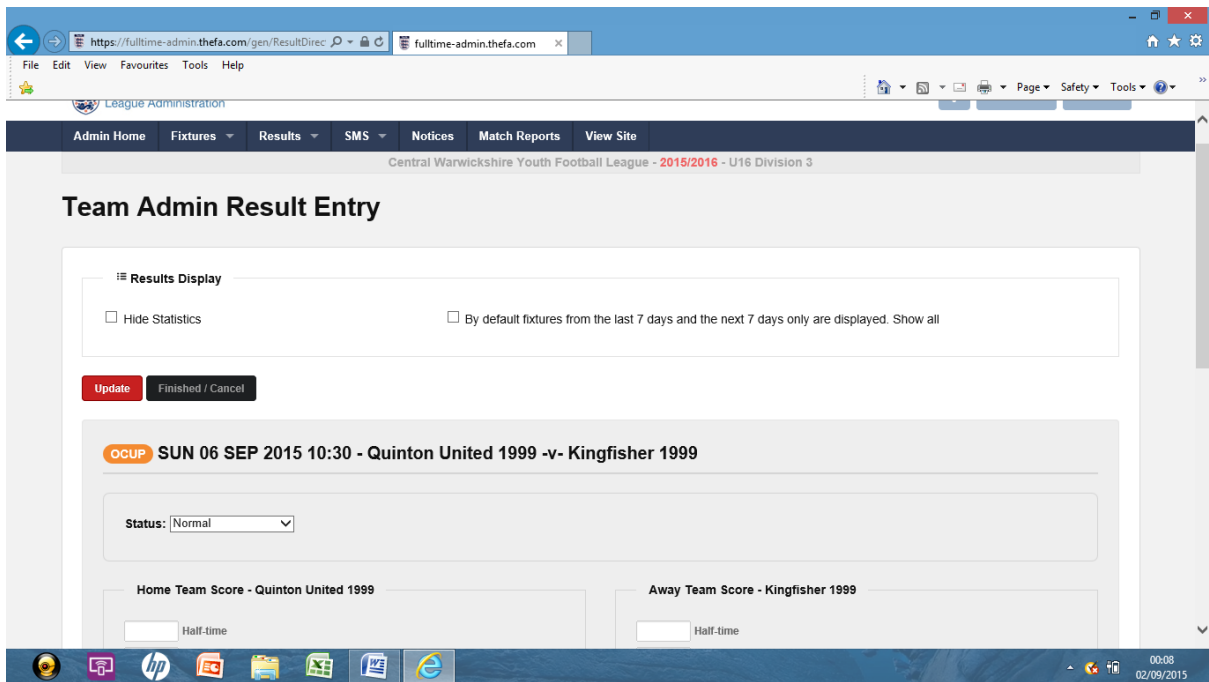 https://fulltime-admin.thefa.com/gen/ResultDirec
fulltime-admin.thefa.com
File Edit View Favourites Tools Help
Page Safety Tools
League Administration
Admin Home Fixtures Results SMS Notices Match Reports View Site
Central Warwickshire Youth Football League - 2015/2016 - U16 Division 3
Team Admin Result Entry
Results Display
Hide Statistics By default fixtures from the last 7 days and the next 7 days only are displayed. Show all
Update Finished / Cancel
OCUP SUN 06 SEP 2015 10:30 - Quinton United 1999 -v- Kingfisher 1999
Status: Normal
Home Team Score - Quinton United 1999 Away Team Score - Kingfisher 1999
Half-time Half-time
hp
00:08
02/09/2015